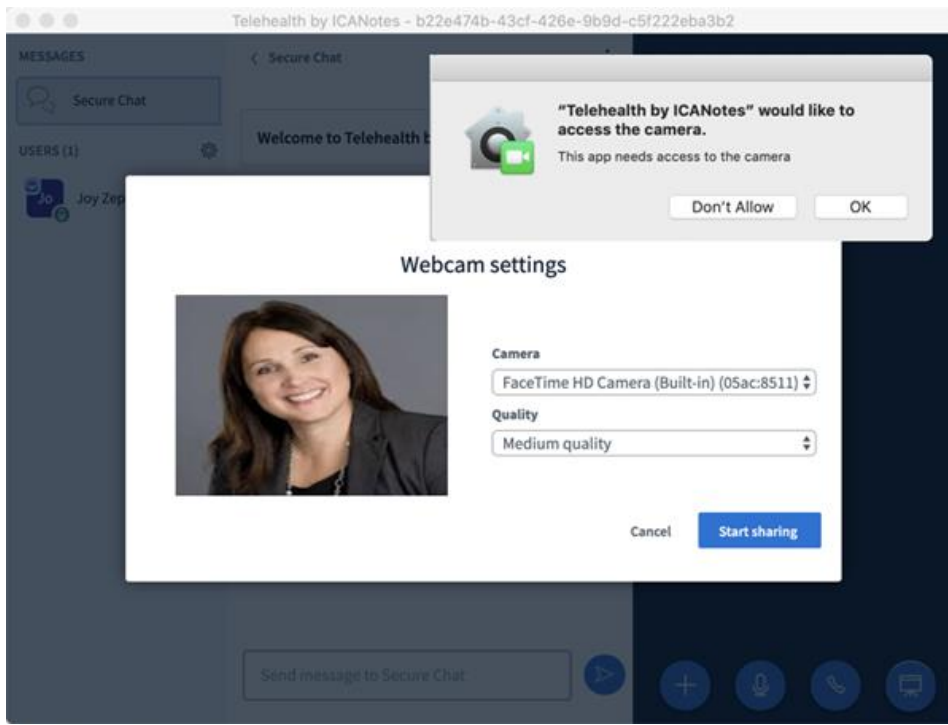 Telehealth by ICANotes - b22e474b-43cf-426e-9b9d-c5f222eba3b2
MESSAGES
Secure Chat
USERS (1)
Jo
Joy Zep
Secure Chat
Welcome to Telehealth
"Telehealth by ICANotes" would like to
access the camera.
This app needs access to the camera
Don't Allow
OK
Webcam settings
Camera
FaceTime HD Camera (Built-in) (05ac:8511)
Quality
Medium quality
Cancel
Start sharing
Send message to Secure Chat